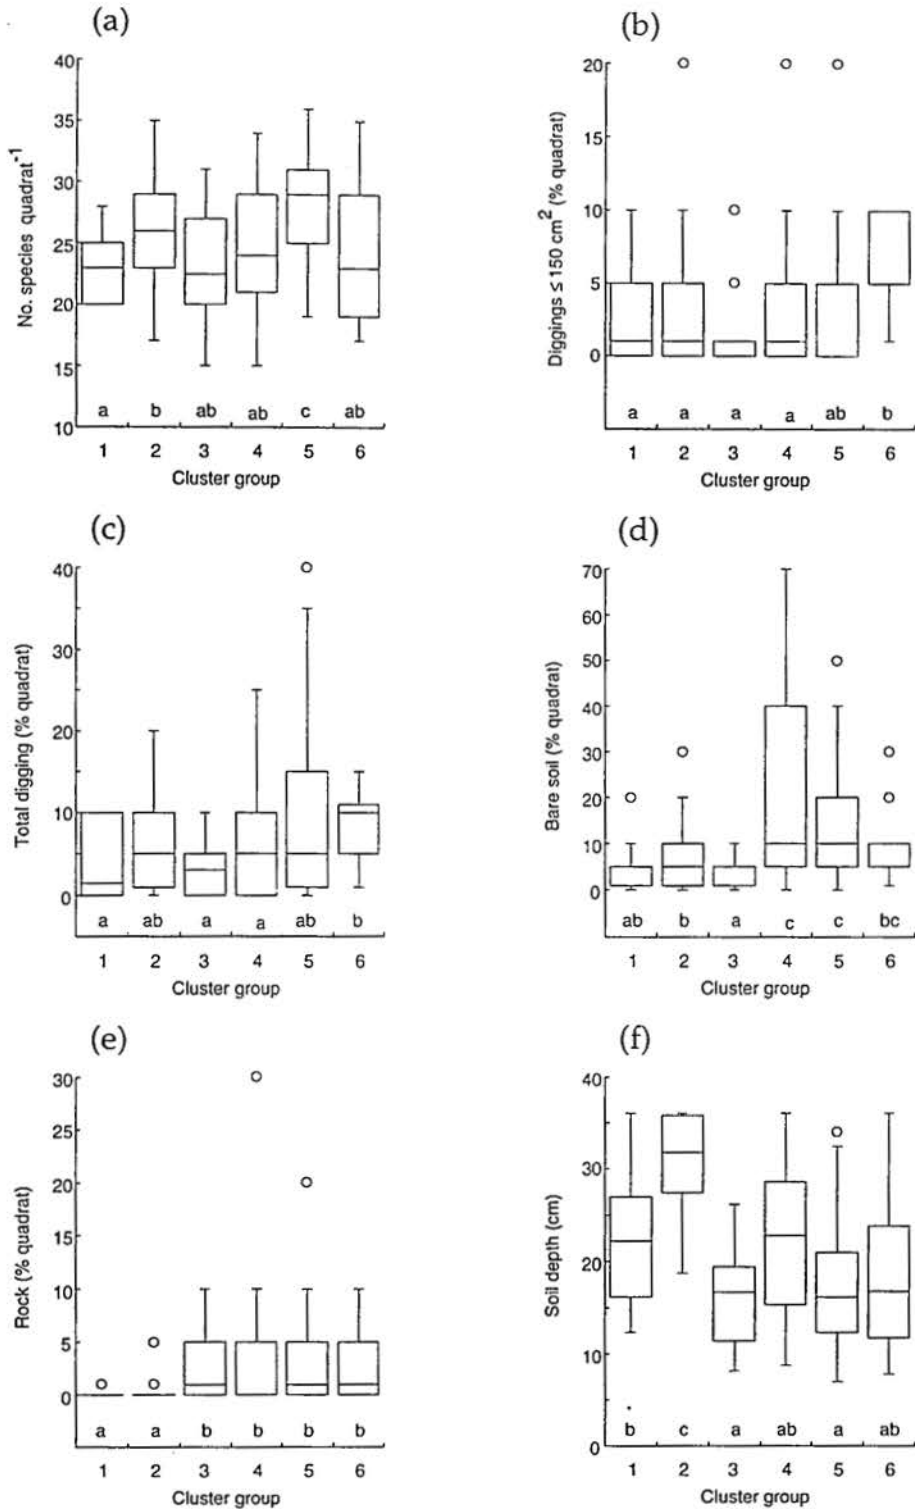 (a)
No. species quadrat⁻¹
40
35
30
25
20
15
10
a b ab ab c ab
1 2 3 4 5 6
Cluster group
(b)
Diggings ≤ 150 cm² (% quadrat)
20
15
10
5
0
a a a a ab b
1 2 3 4 5 6
Cluster group
(c)
Total digging (% quadrat)
40
30
20
10
0
a ab a a ab b
1 2 3 4 5 6
Cluster group
(d)
Bare soil (% quadrat)
70
60
50
40
30
20
10
0
ab b a c c bc
1 2 3 4 5 6
Cluster group
(e)
Rock (% quadrat)
30
25
20
15
10
5
0
a a b b b b
1 2 3 4 5 6
Cluster group
(f)
Soil depth (cm)
40
30
20
10
0
b c a ab a ab
1 2 3 4 5 6
Cluster group